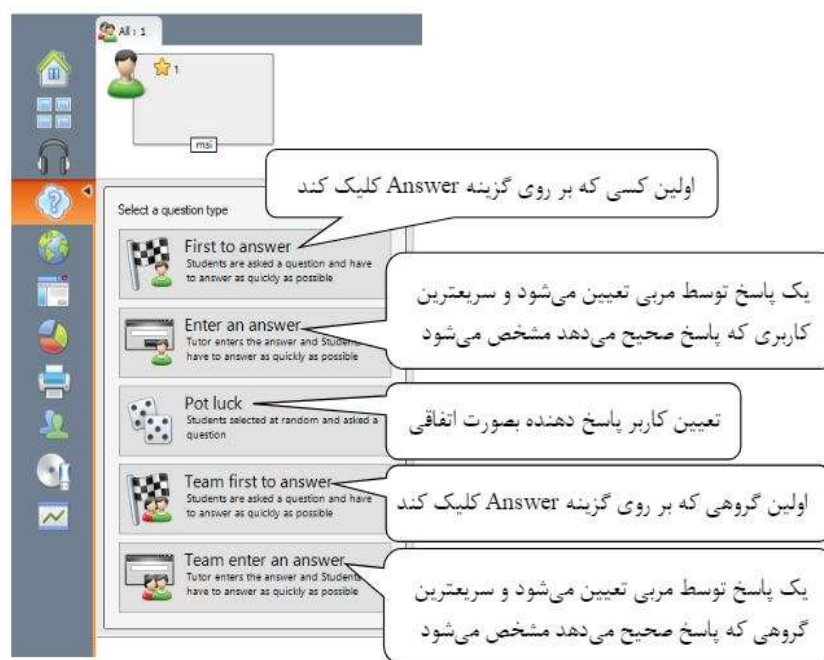 All : 1
1
msi
Select a question type
اولین کسی که بر روی گزینه Answer کلیک کند
First to answer
Students are asked a question and have
to answer as quickly as possible
یک پاسخ توسط مربی تعیین می‌شود و سریعترین
کاربری که پاسخ صحیح می‌دهد مشخص می‌شود
Enter an answer
Tutor enters the answer and Students
have to answer as quickly as possible
Pot luck
Students selected at random and asked a
question
تعیین کاربر پاسخ دهنده بصورت اتفاقی
Team first to answer
Students are asked a question and have
to answer as quickly as possible
اولین گروهی که بر روی گزینه Answer کلیک کند
Team enter an answer
Tutor enters the answer and Students
have to answer as quickly as possible
یک پاسخ توسط مربی تعیین می‌شود و سریعترین
گروهی که پاسخ صحیح می‌دهد مشخص می‌شود